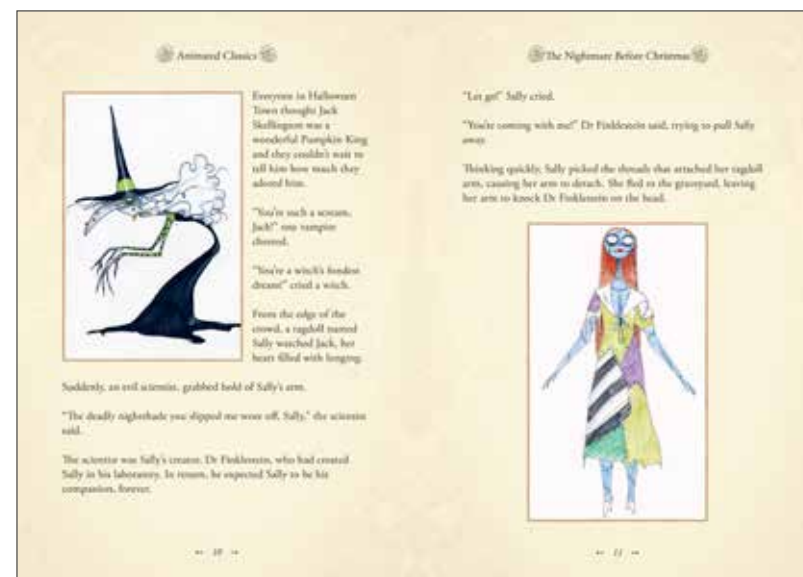 Animated Classics
Everyone in Halloween
Town thought Jack
Skellington was a
wonderful Pumpkin King
and they couldn't wait to
tell him how much they
adored him.
"You're such a scream,
Jack!" one vampire
cheered.
"You're a witch's fondest
dream!" cried a witch.
From the edge of the
crowd, a ragdoll named
Sally watched Jack, her
heart filled with longing.
Suddenly, an evil scientist, grabbed hold of Sally's arm.
"The deadly nightshade you slipped me wore off, Sally," the scientist
said.
The scientist was Sally's creator, Dr Finklestein, who had created
Sally in his laboratory. In return, he expected Sally to be his
companion, forever.
10
The Nightmare Before Christmas
"Let go!" Sally cried.
"You're coming with me!" Dr Finklestein said, trying to pull Sally
away.
Thinking quickly, Sally picked the threads that attached her ragdoll
arm, causing her arm to detach. She fled to the graveyard, leaving
her arm to knock Dr Finklestein on the head.
11